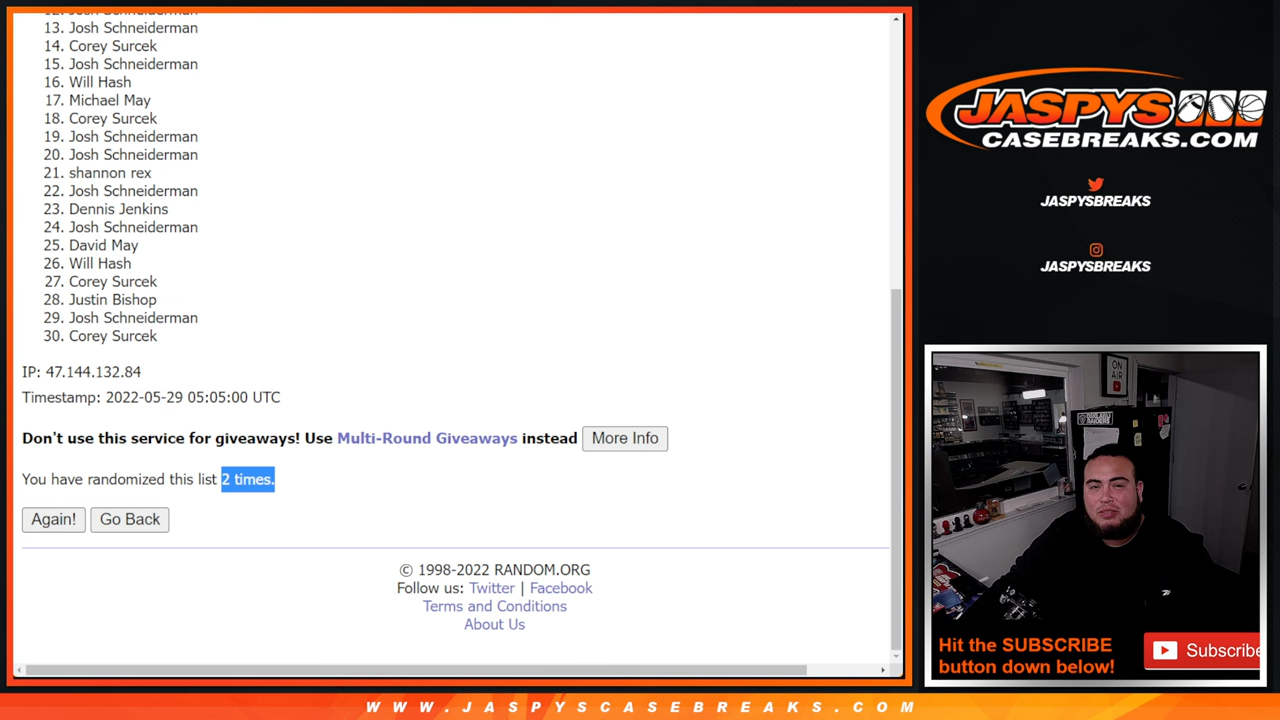 13. Josh Schneiderman
14. Corey Surcek
15. Josh Schneiderman
16. Will Hash
17. Michael May
18. Corey Surcek
19. Josh Schneiderman
20. Josh Schneiderman
21. shannon rex
22. Josh Schneiderman
23. Dennis Jenkins
24. Josh Schneiderman
25. David May
26. Will Hash
27. Corey Surcek
28. Justin Bishop
29. Josh Schneiderman
30. Corey Surcek
IP: 47.144.132.84
Timestamp: 2022-05-29 05:05:00 UTC
Don't use this service for giveaways! Use Multi-Round Giveaways instead More Info
You have randomized this list 2 times.
Again! Go Back
© 1998-2022 RANDOM.ORG
Follow us: Twitter | Facebook
Terms and Conditions
About Us
JASPYS
CASEBREAKS.COM
JASPYSBREAKS
JASPYSBREAKS
ON
AIR
Hit the SUBSCRIBE
button down below!
Subscribe
WWW.JASPYSCASEBREAKS.COM